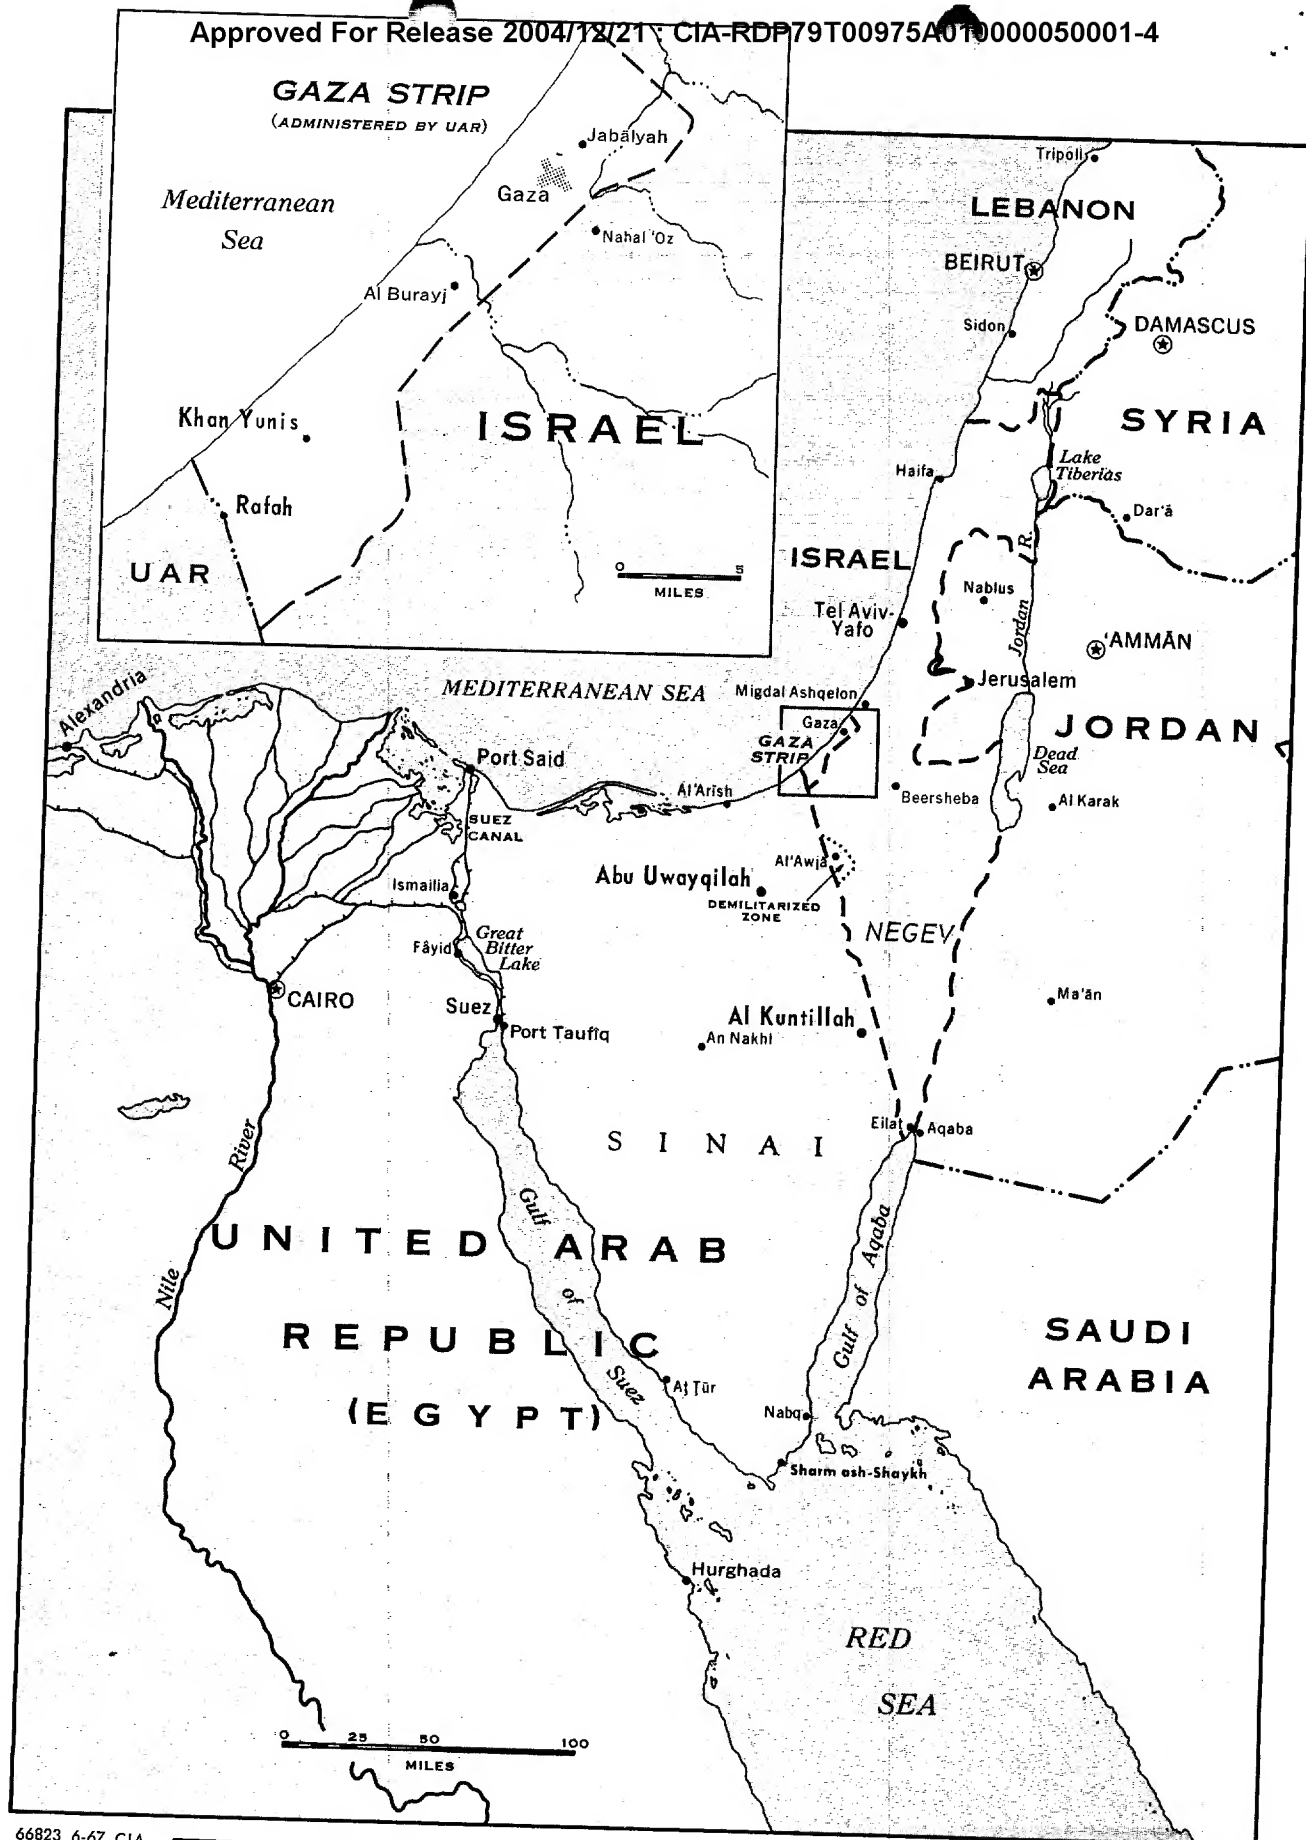 Approved For Release 2004/12/21 : CIA-RDP79T00975A010000050001-4
GAZA STRIP
(ADMINISTERED BY UAR)
Jabālyah
Gaza
Mediterranean
Sea
Nahal 'Oz
Al Burayj
Khan Yunis
ISRAEL
Rafah
UAR
0 5
MILES
Tripoli
LEBANON
BEIRUT
Sidon
DAMASCUS
SYRIA
Lake
Tiberias
Haifa
Dar'ā
ISRAEL
Nablus
Jordan R.
Tel Aviv-
Yafo
'AMMĀN
Jerusalem
MEDITERRANEAN SEA
Migdal Ashqelon
Gaza
GAZA
STRIP
JORDAN
Dead
Sea
Alexandria
Port Said
Al 'Arīsh
Beersheba
Al Karak
SUEZ
CANAL
Al 'Awjā
Abu Uwayqilah
DEMILITARIZED
ZONE
Ismailia
NEGEV
Great
Bitter
Lake
Fâyid
CAIRO
Suez
Port Taufîq
Al Kuntillah
An Nakhl
Ma'ān
Eilat
Aqaba
SINAI
Nile River
Gulf of Suez
Gulf of Aqaba
UNITED ARAB
REPUBLIC
(EGYPT)
SAUDI
ARABIA
Aţ Ţūr
Nabq
Sharm ash-Shaykh
Hurghada
RED
SEA
0 25 50 100
MILES
66823 6-67 CIA